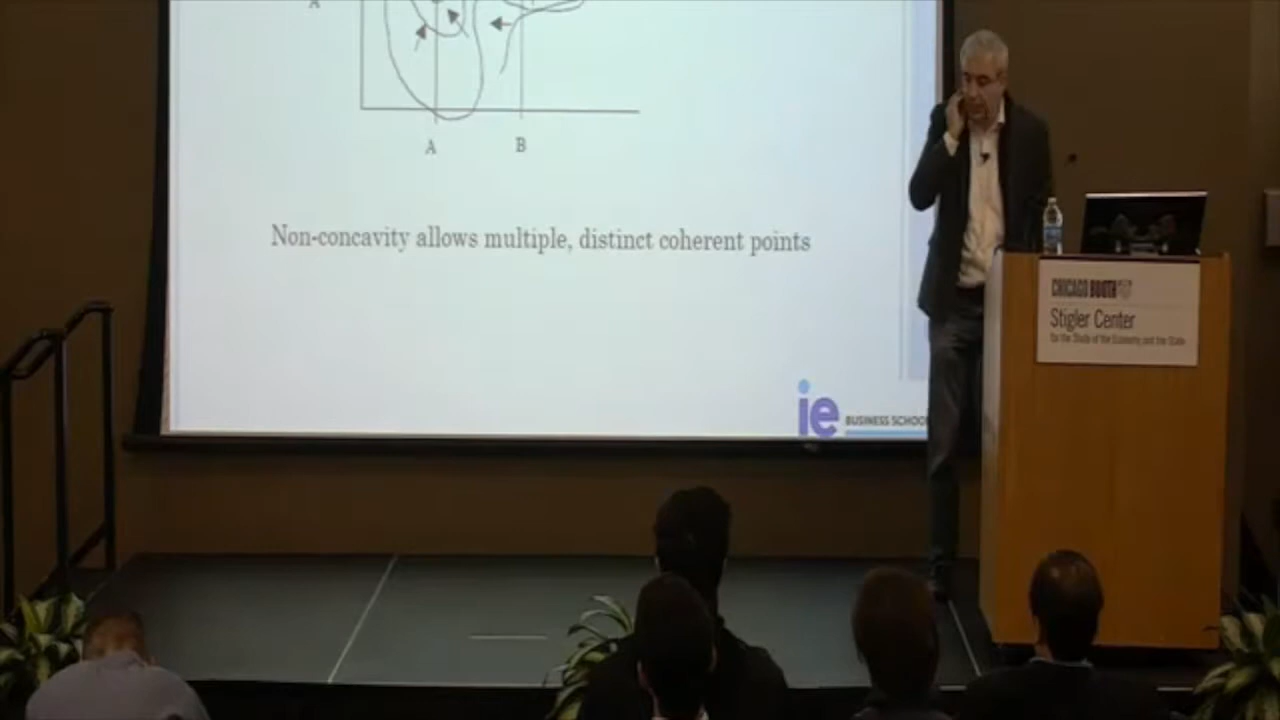 A
A B
Non-concavity allows multiple, distinct coherent points
ie BUSINESS SCHOO
CHICAGO BOOTH
Stigler Center
for the Study of the Economy and the State